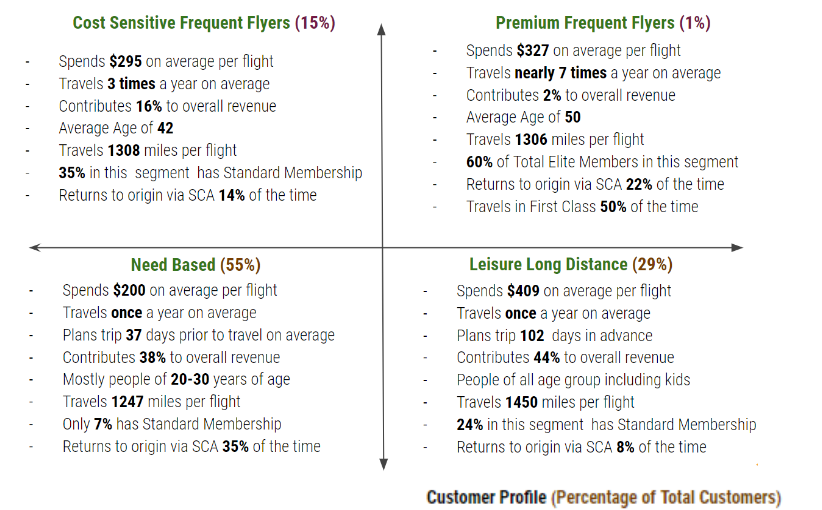 Cost Sensitive Frequent Flyers (15%)
- Spends $295 on average per flight
- Travels 3 times a year on average
- Contributes 16% to overall revenue
- Average Age of 42
- Travels 1308 miles per flight
- 35% in this segment has Standard Membership
- Returns to origin via SCA 14% of the time
Premium Frequent Flyers (1%)
- Spends $327 on average per flight
- Travels nearly 7 times a year on average
- Contributes 2% to overall revenue
- Average Age of 50
- Travels 1306 miles per flight
- 60% of Total Elite Members in this segment
- Returns to origin via SCA 22% of the time
- Travels in First Class 50% of the time
Need Based (55%)
- Spends $200 on average per flight
- Travels once a year on average
- Plans trip 37 days prior to travel on average
- Contributes 38% to overall revenue
- Mostly people of 20-30 years of age
- Travels 1247 miles per flight
- Only 7% has Standard Membership
- Returns to origin via SCA 35% of the time
Leisure Long Distance (29%)
- Spends $409 on average per flight
- Travels once a year on average
- Plans trip 102 days in advance
- Contributes 44% to overall revenue
- People of all age group including kids
- Travels 1450 miles per flight
- 24% in this segment has Standard Membership
- Returns to origin via SCA 8% of the time
Customer Profile (Percentage of Total Customers)